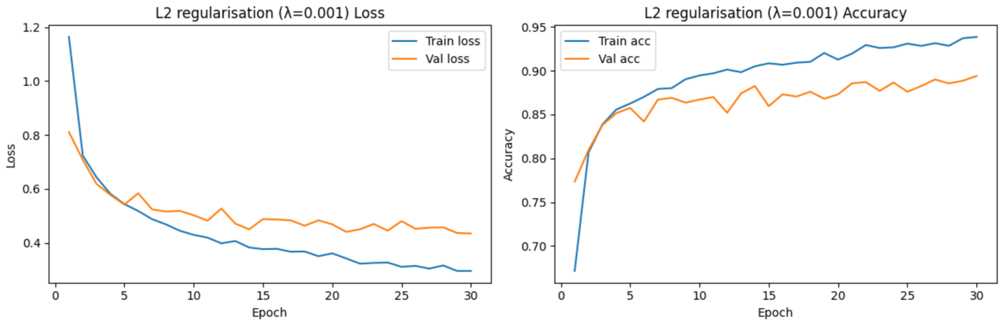 L2 regularisation (λ=0.001) Loss
1.2
1.0
0.8
0.6
0.4
Loss
Train loss
Val loss
0 5 10 15 20 25 30
Epoch
L2 regularisation (λ=0.001) Accuracy
0.95
0.90
0.85
0.80
0.75
0.70
Accuracy
Train acc
Val acc
0 5 10 15 20 25 30
Epoch